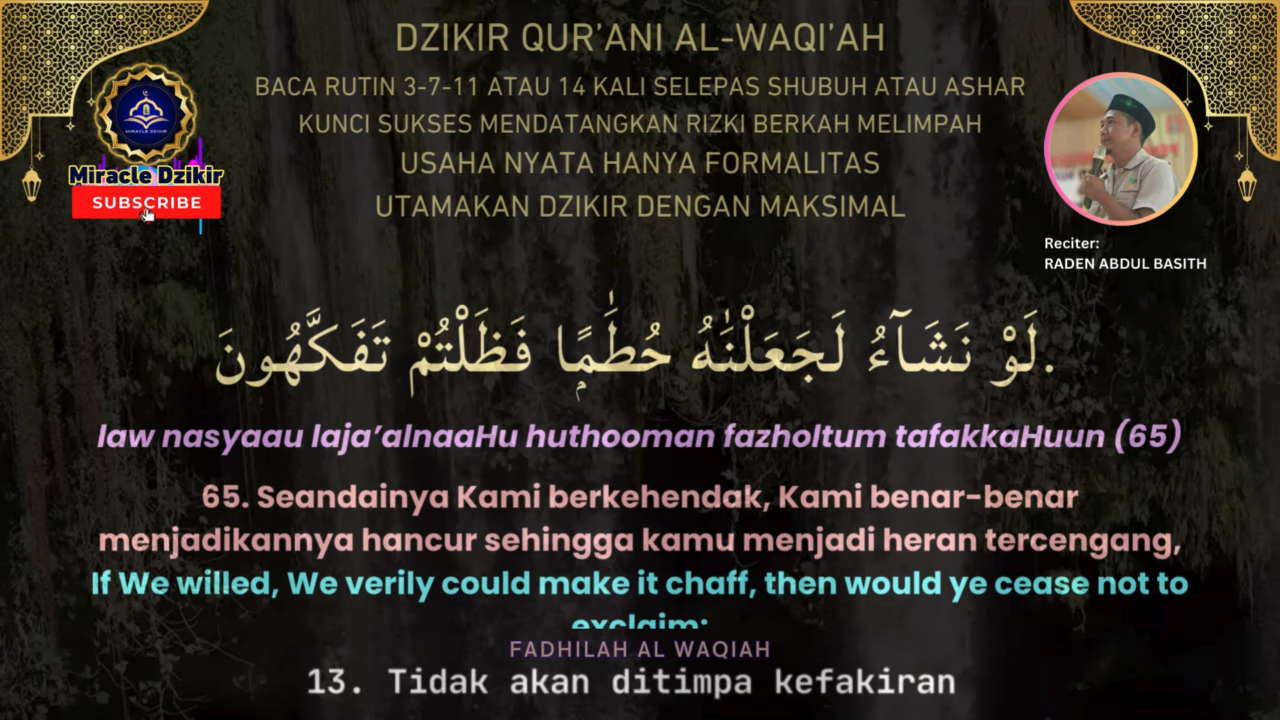 DZIKIR QUR'ANI AL-WAQI'AH
BACA RUTIN 3-7-11 ATAU 14 KALI SELEPAS SHUBUH ATAU ASHAR
KUNCI SUKSES MENDATANGKAN RIZKI BERKAH MELIMPAH
USAHA NYATA HANYA FORMALITAS
UTAMAKAN DZIKIR DENGAN MAKSIMAL
MIRACLE DZIKIR
Miracle Dzikir
SUBSCRIBE
Reciter:
RADEN ABDUL BASITH
لَوْ نَشَآءُ لَجَعَلْنَٰهُ حُطَٰمًۭا فَظَلْتُمْ تَفَكَّهُونَ.
law nasyaau laja'alnaaHu huthooman fazholtum tafakkaHuun (65)
65. Seandainya Kami berkehendak, Kami benar-benar
menjadikannya hancur sehingga kamu menjadi heran tercengang,
If We willed, We verily could make it chaff, then would ye cease not to
exclaim:
FADHILAH AL WAQIAH
13. Tidak akan ditimpa kefakiran